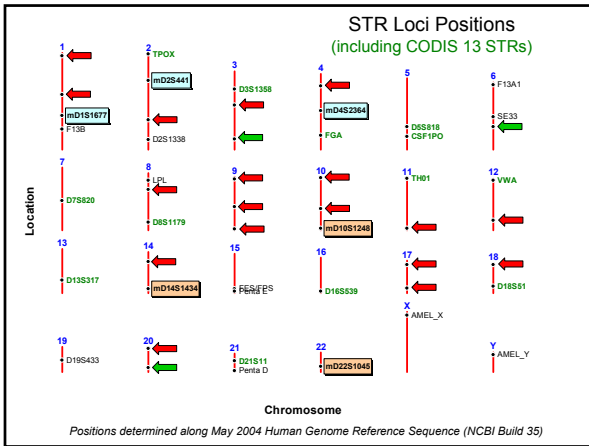 STR Loci Positions
(including CODIS 13 STRs)
1
2
3
4
5
6
TPOX
mD2S441
D3S1358
mD4S2364
F13A1
mD1S1677
F13B
D2S1338
FGA
D5S818
CSF1PO
SE33
7
8
9
10
11
12
LPL
TH01
VWA
D7S820
D8S1179
mD10S1248
Location
13
14
15
16
17
18
D13S317
mD14S1434
FES/FPS
Penta E
D16S539
D18S51
X
AMEL_X
19
20
21
22
Y
D19S433
D21S11
Penta D
mD22S1045
AMEL_Y
Chromosome
Positions determined along May 2004 Human Genome Reference Sequence (NCBI Build 35)